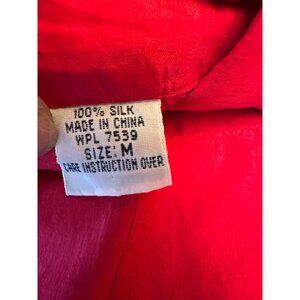 100% SILK
MADE IN CHINA
WPL 7539
SIZE: M
CARE INSTRUCTION OVER